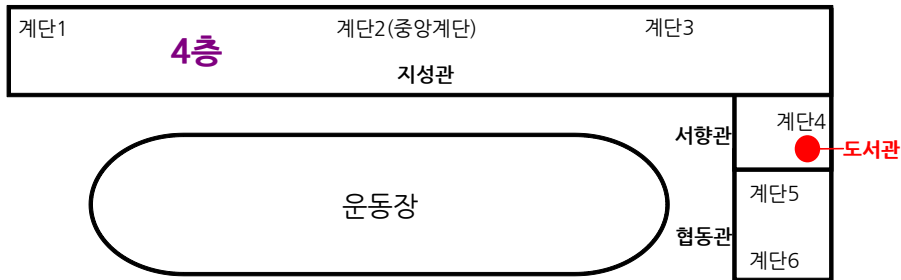 계단1
계단2(중앙계단)
계단3
4층
지성관
서향관
계단4
도서관
운동장
계단5
협동관
계단6